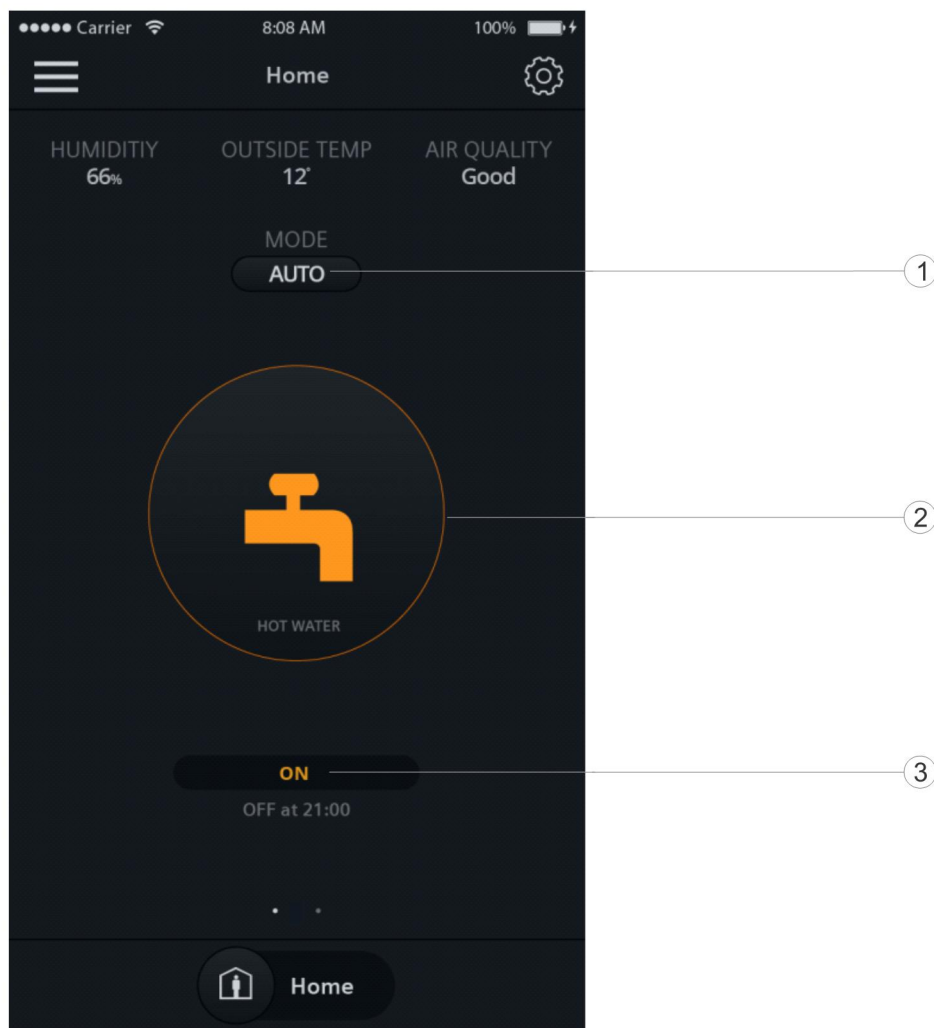 Carrier 8:08 AM 100%
Home
HUMIDITIY OUTSIDE TEMP AIR QUALITY
66% 12° Good
MODE
AUTO
1
HOT WATER
2
ON
3
OFF at 21:00
Home